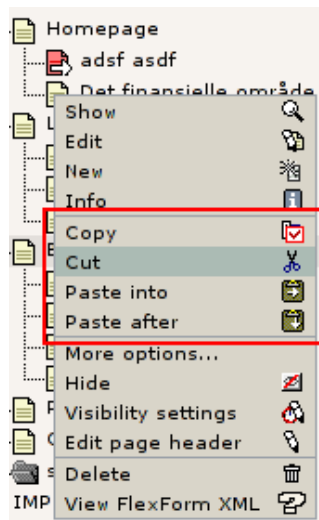 Homepage
adsf asdf
Det finansielle område
Show
Edit
New
Info
Copy
Cut
Paste into
Paste after
More options...
Hide
Visibility settings
Edit page header
Delete
IMP
View FlexForm XML